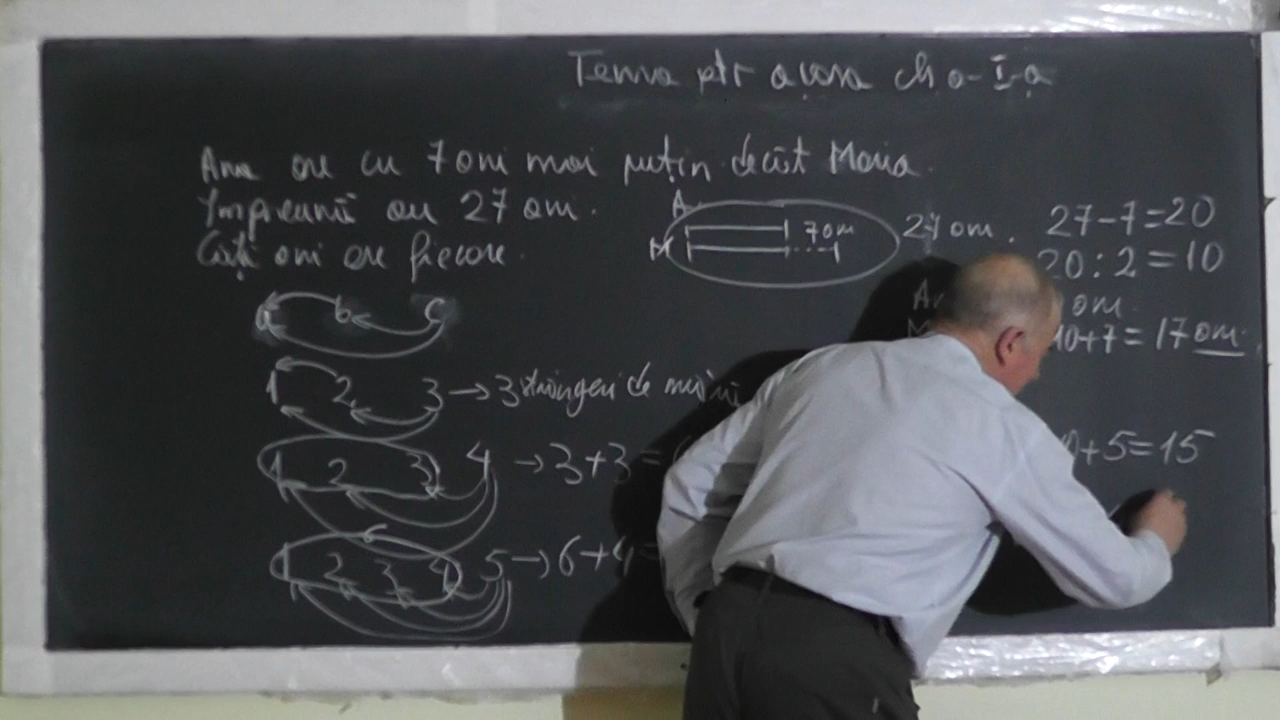 Tema ptr acasa cls a-I-a
Ana are cu 7 ani mai puțin decât Maria.
Împreună au 27 ani.
Câți ani are fiecare.
A
M
7 ani
27 ani.
27-7=20
20:2=10
ani
10+7=17 ani
a b c
1 2 3 → 3 strângeri de mâini
1 2 3 4 → 3+3=
+5=15
1 2 3 4 5 → 6+4